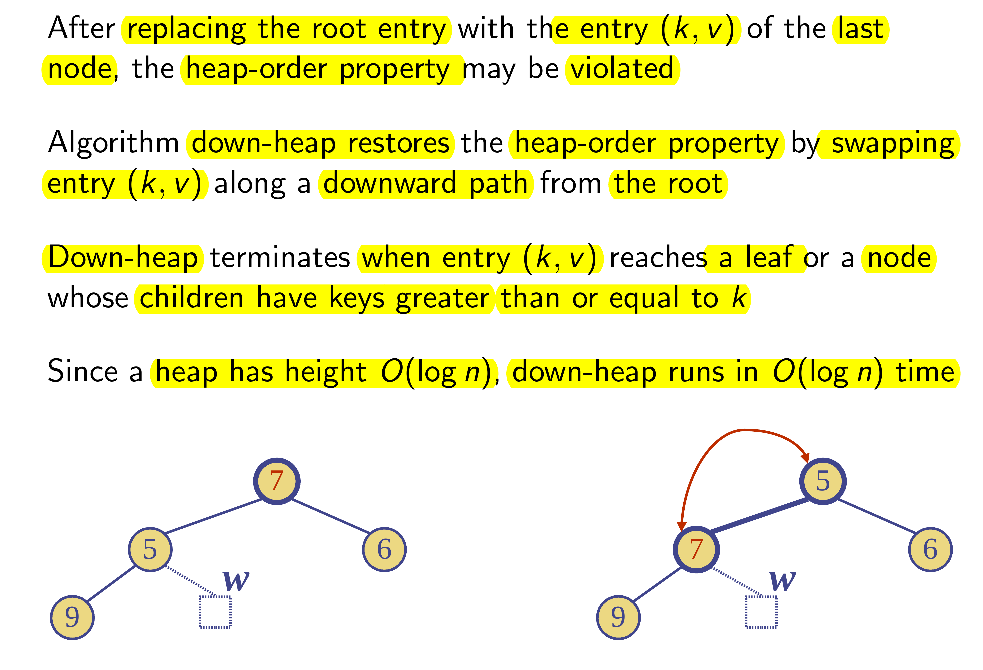 After replacing the root entry with the entry (k, v) of the last
node, the heap-order property may be violated
Algorithm down-heap restores the heap-order property by swapping
entry (k, v) along a downward path from the root
Down-heap terminates when entry (k, v) reaches a leaf or a node
whose children have keys greater than or equal to k
Since a heap has height O(log n), down-heap runs in O(log n) time
7
5
6
w
9
5
7
6
w
9